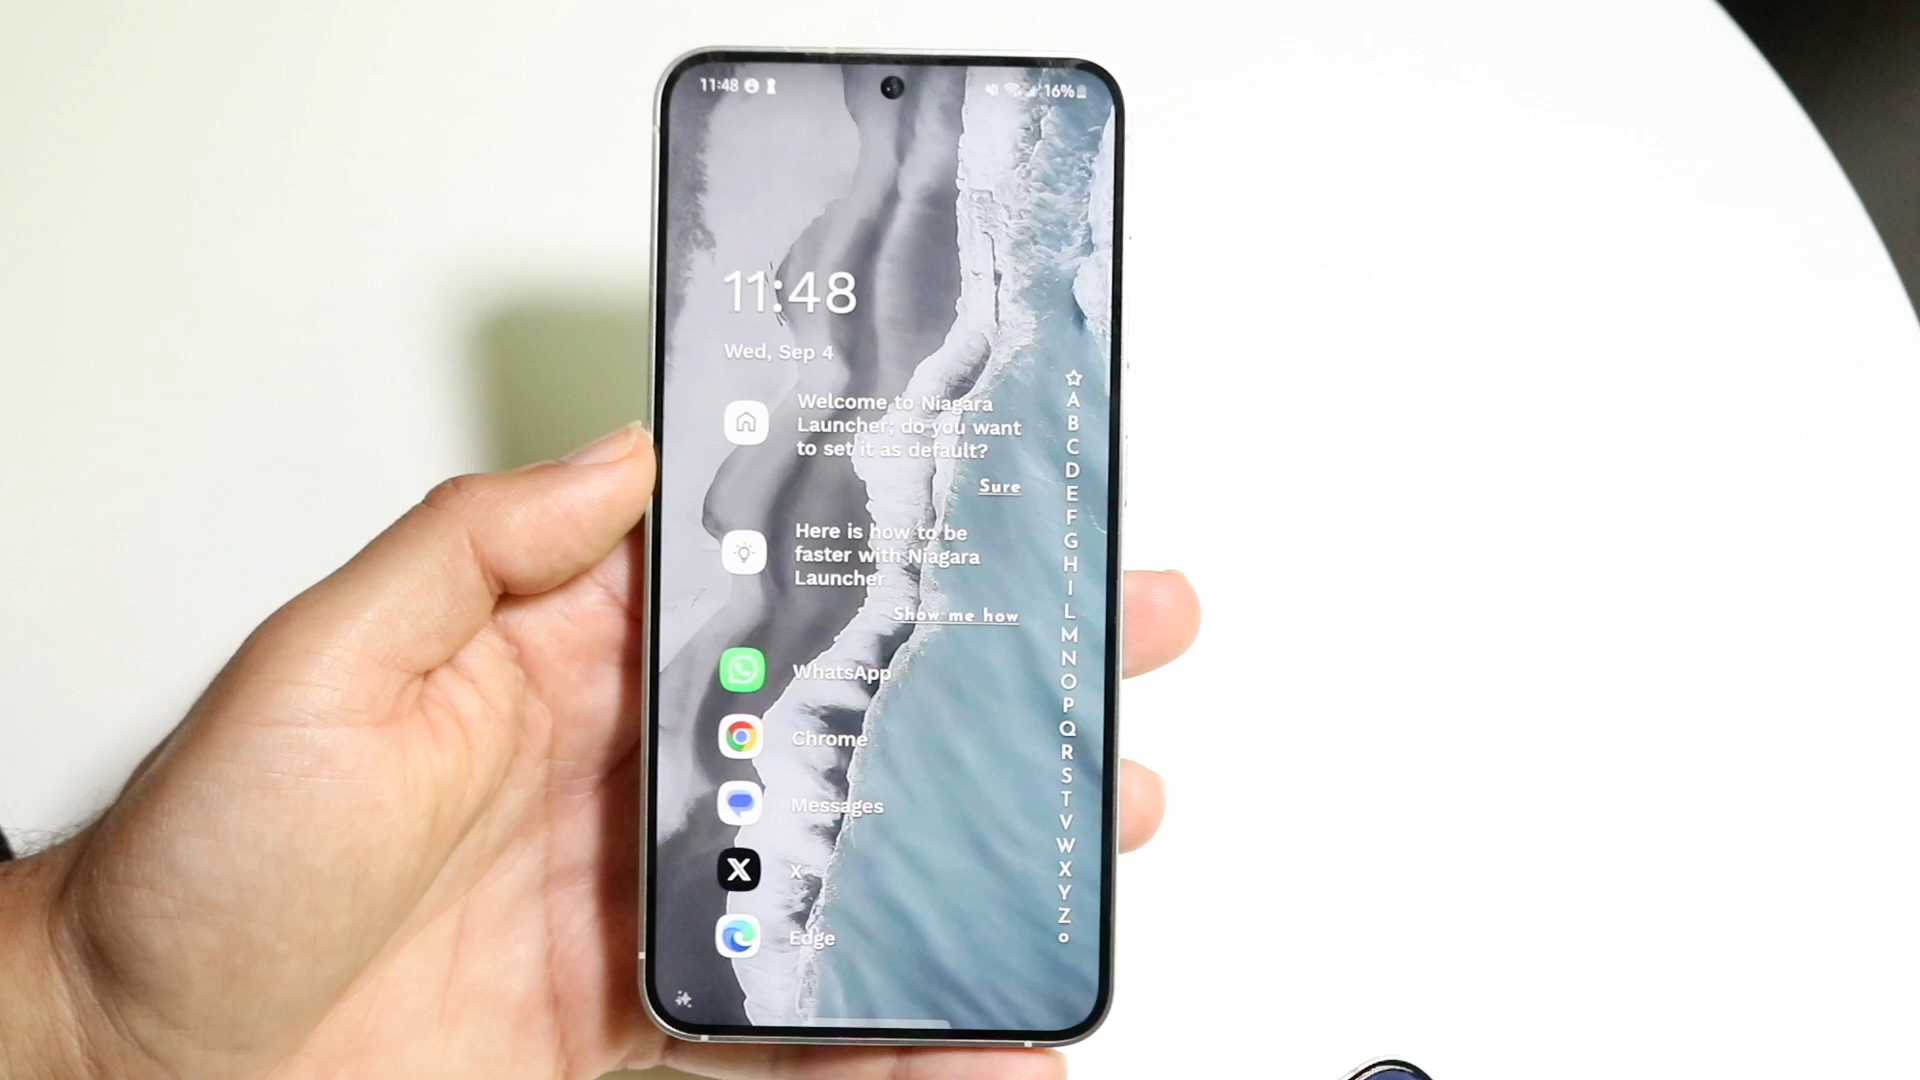 11:48
16%
11:48
Wed, Sep 4
Welcome to Niagara
Launcher; do you want
to set it as default?
Sure
Here is how to be
faster with Niagara
Launcher
Show me how
WhatsApp
Chrome
Messages
X
Edge
A
B
C
D
E
F
G
H
I
L
M
N
O
P
Q
R
S
T
V
W
X
Y
Z